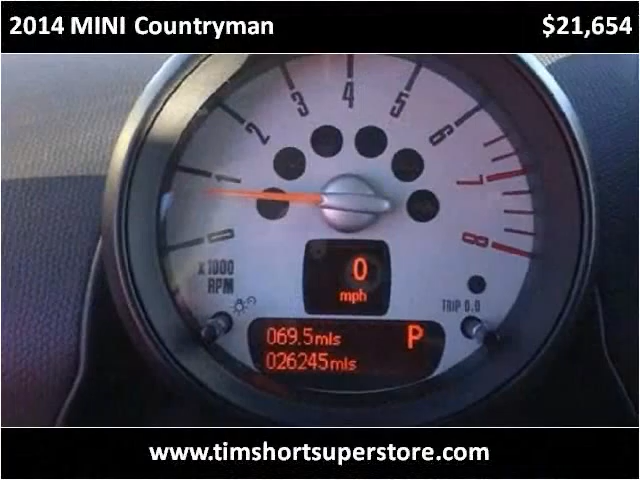 2014 MINI Countryman $21,654
4
3 5
2 6
1 7
0 8
x1000
RPM
0
mph
TRIP 0.0
069.5mls P
026245mls
www.timshortsuperstore.com